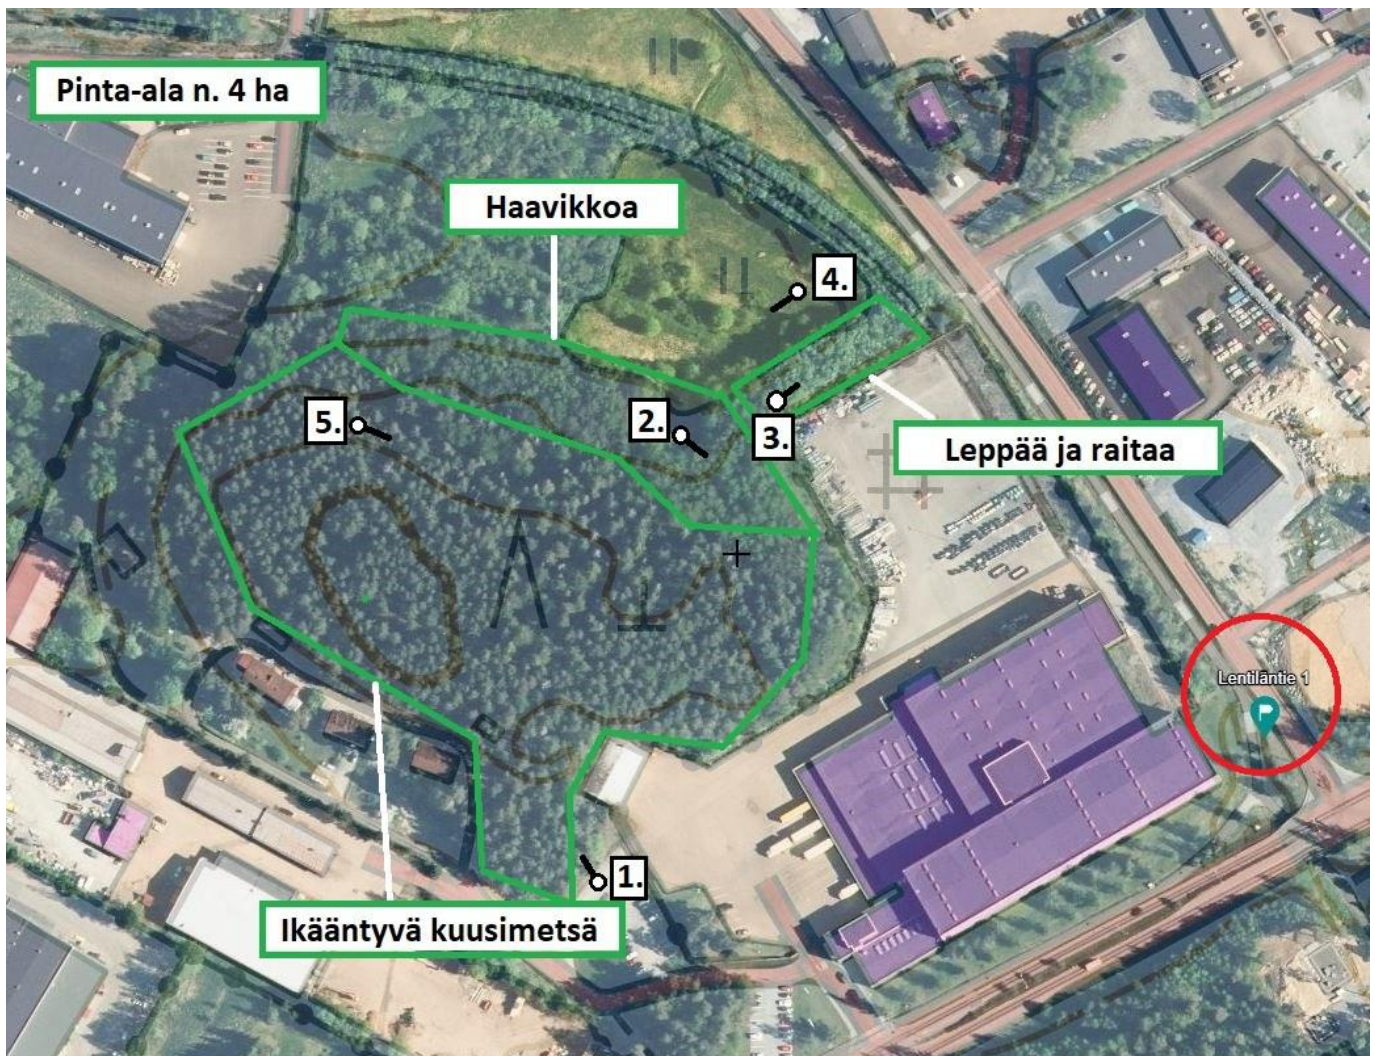 Pinta-ala n. 4 ha
Haavikkoa
4.
5.
2.
3.
Leppää ja raitaa
Lentiläntie 1
P
1.
Ikääntyvä kuusimetsä